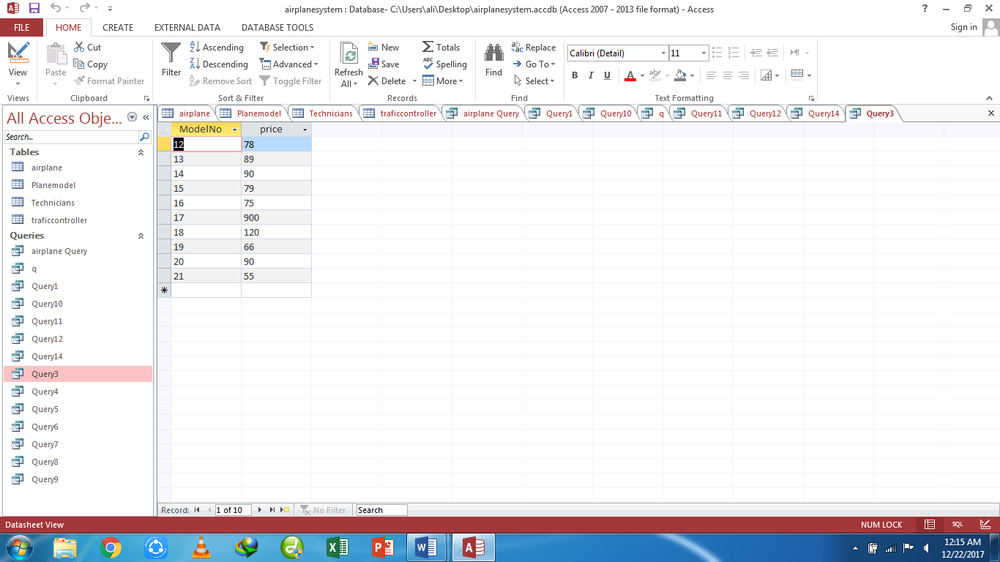 airplanesystem : Database- C:\Users\ali\Desktop\airplanesystem.accdb (Access 2007 - 2013 file format) - Access
FILE HOME CREATE EXTERNAL DATA DATABASE TOOLS Sign in
View
Views
Paste
Cut
Copy
Format Painter
Clipboard
Filter
Ascending
Descending
Remove Sort
Selection
Advanced
Toggle Filter
Sort & Filter
Refresh
All
New
Save
Delete
Totals
Spelling
More
Records
Find
Replace
Go To
Select
Find
Calibri (Detail) 11
B I U A
Text Formatting
All Access Obje...
Search...
Tables
airplane
Planemodel
Technicians
traficcontroller
Queries
airplane Query
q
Query1
Query10
Query11
Query12
Query14
Query3
Query4
Query5
Query6
Query7
Query8
Query9
airplane Planemodel Technicians traficcontroller airplane Query Query1 Query10 q Query11 Query12 Query14 Query3
ModelNo price
12 78
13 89
14 90
15 79
16 75
17 900
18 120
19 66
20 90
21 55
Record: 1 of 10 No Filter Search
Datasheet View NUM LOCK SQL
12:15 AM
12/22/2017